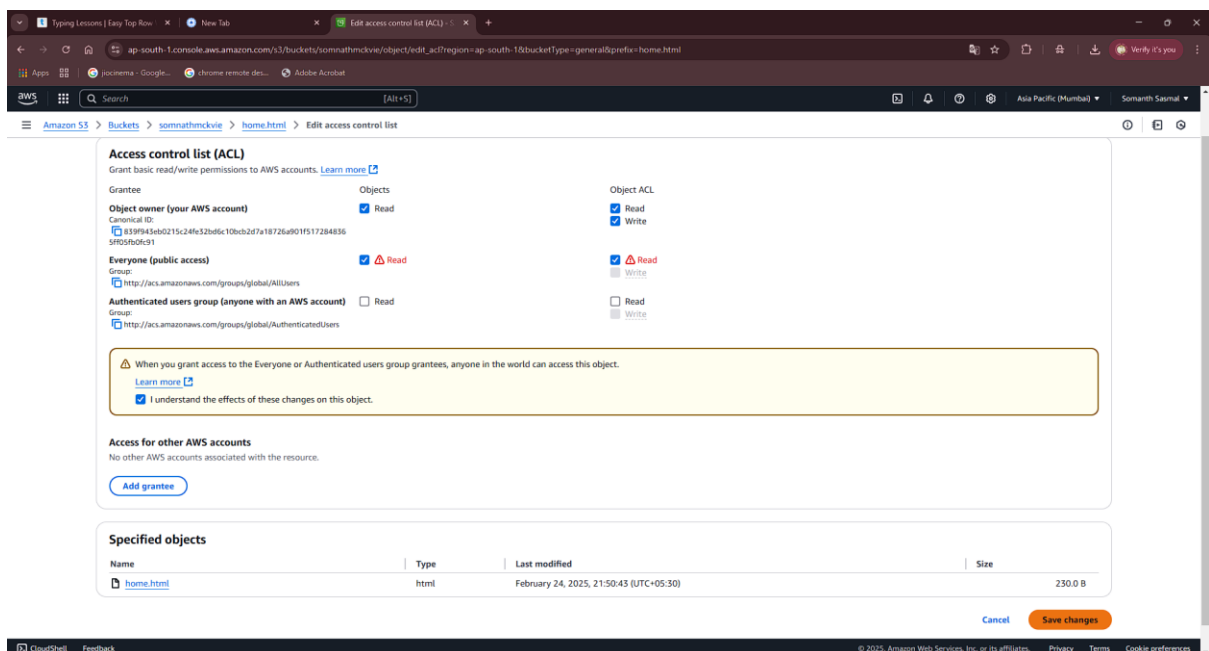 Typing Lessons | Easy Top Row
New Tab
Edit access control list (ACL) - S
ap-south-1.console.aws.amazon.com/s3/buckets/somnathmckvie/object/edit_acl?region=ap-south-1&bucketType=general&prefix=home.html
Verify it's you
Apps
jiocinema - Google...
chrome remote des...
Adobe Acrobat
aws
Search
[Alt+S]
Asia Pacific (Mumbai)
Somanth Sasmal
Amazon S3 > Buckets > somnathmckvie > home.html > Edit access control list
Access control list (ACL)
Grant basic read/write permissions to AWS accounts. Learn more
Grantee Objects Object ACL
Object owner (your AWS account) Read Read
Canonical ID: Write
839f943eb0215c24fe32bd6c10bcb2d7a18726a901f517284836
5ff05fb0fc91
Everyone (public access) Read Read
Group: Write
http://acs.amazonaws.com/groups/global/AllUsers
Authenticated users group (anyone with an AWS account) Read Read
Group: Write
http://acs.amazonaws.com/groups/global/AuthenticatedUsers
When you grant access to the Everyone or Authenticated users group grantees, anyone in the world can access this object.
Learn more
I understand the effects of these changes on this object.
Access for other AWS accounts
No other AWS accounts associated with the resource.
Add grantee
Specified objects
Name Type Last modified Size
home.html html February 24, 2025, 21:50:43 (UTC+05:30) 230.0 B
Cancel Save changes
CloudShell Feedback © 2025, Amazon Web Services, Inc. or its affiliates. Privacy Terms Cookie preferences